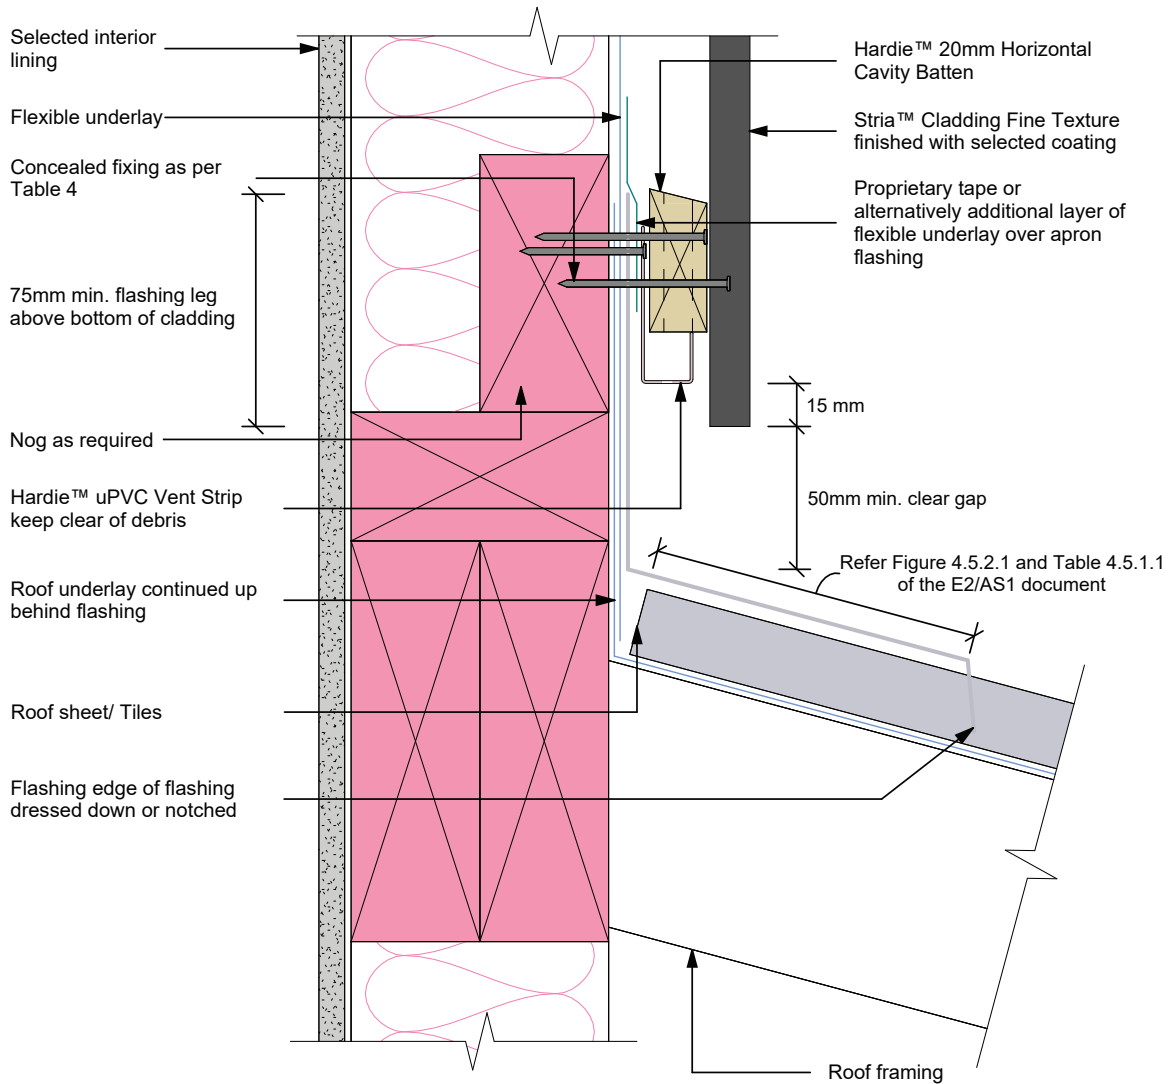 Selected interior
lining
Flexible underlay
Concealed fixing as per
Table 4
75mm min. flashing leg
above bottom of cladding
Nog as required
Hardie™ uPVC Vent Strip
keep clear of debris
Roof underlay continued up
behind flashing
Roof sheet/ Tiles
Flashing edge of flashing
dressed down or notched
Hardie™ 20mm Horizontal
Cavity Batten
Stria™ Cladding Fine Texture
finished with selected coating
Proprietary tape or
alternatively additional layer of
flexible underlay over apron
flashing
15 mm
50mm min. clear gap
Refer Figure 4.5.2.1 and Table 4.5.1.1
of the E2/AS1 document
Roof framing